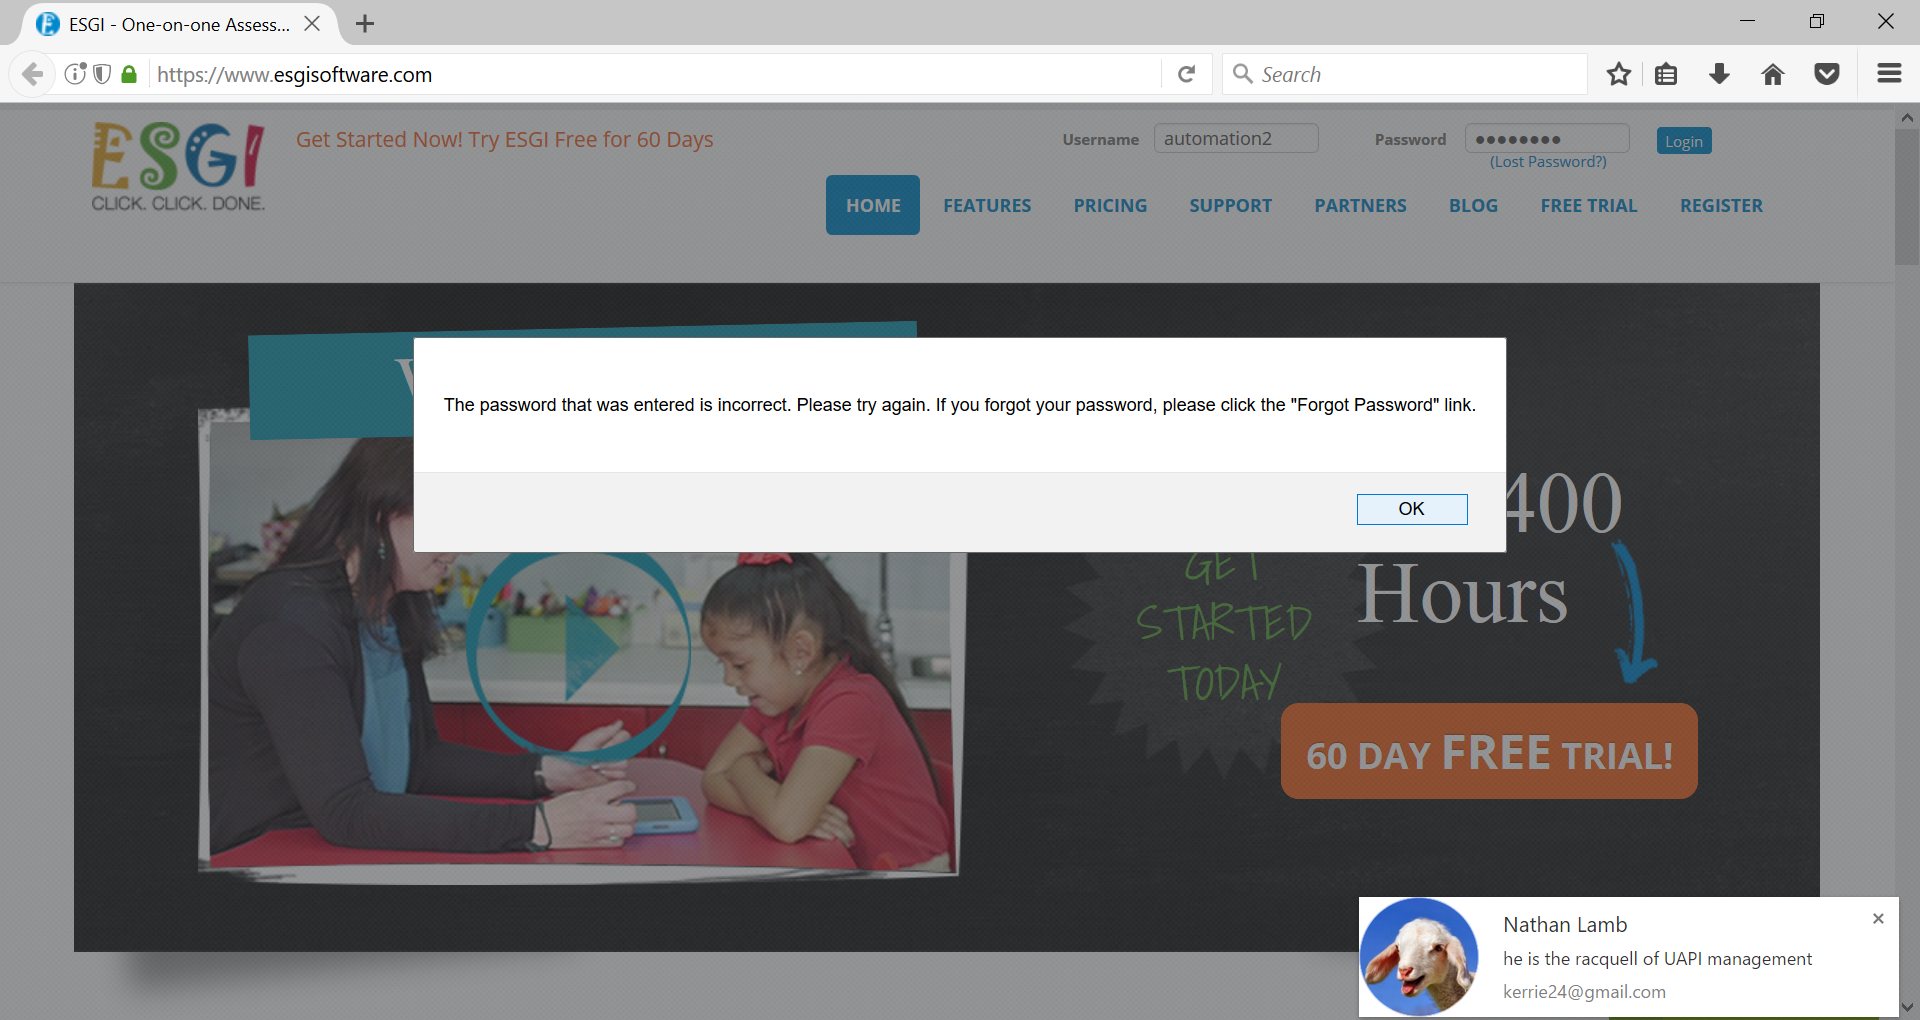 ESGI - One-on-one Assess...
https://www.esgisoftware.com
Search
ESGI
CLICK. CLICK. DONE.
Get Started Now! Try ESGI Free for 60 Days
Username automation2 Password ●●●●●●●● Login
(Lost Password?)
HOME FEATURES PRICING SUPPORT PARTNERS BLOG FREE TRIAL REGISTER
The password that was entered is incorrect. Please try again. If you forgot your password, please click the "Forgot Password" link.
OK
400
Hours
GET
STARTED
TODAY
60 DAY FREE TRIAL!
Nathan Lamb
he is the racquell of UAPI management
kerrie24@gmail.com